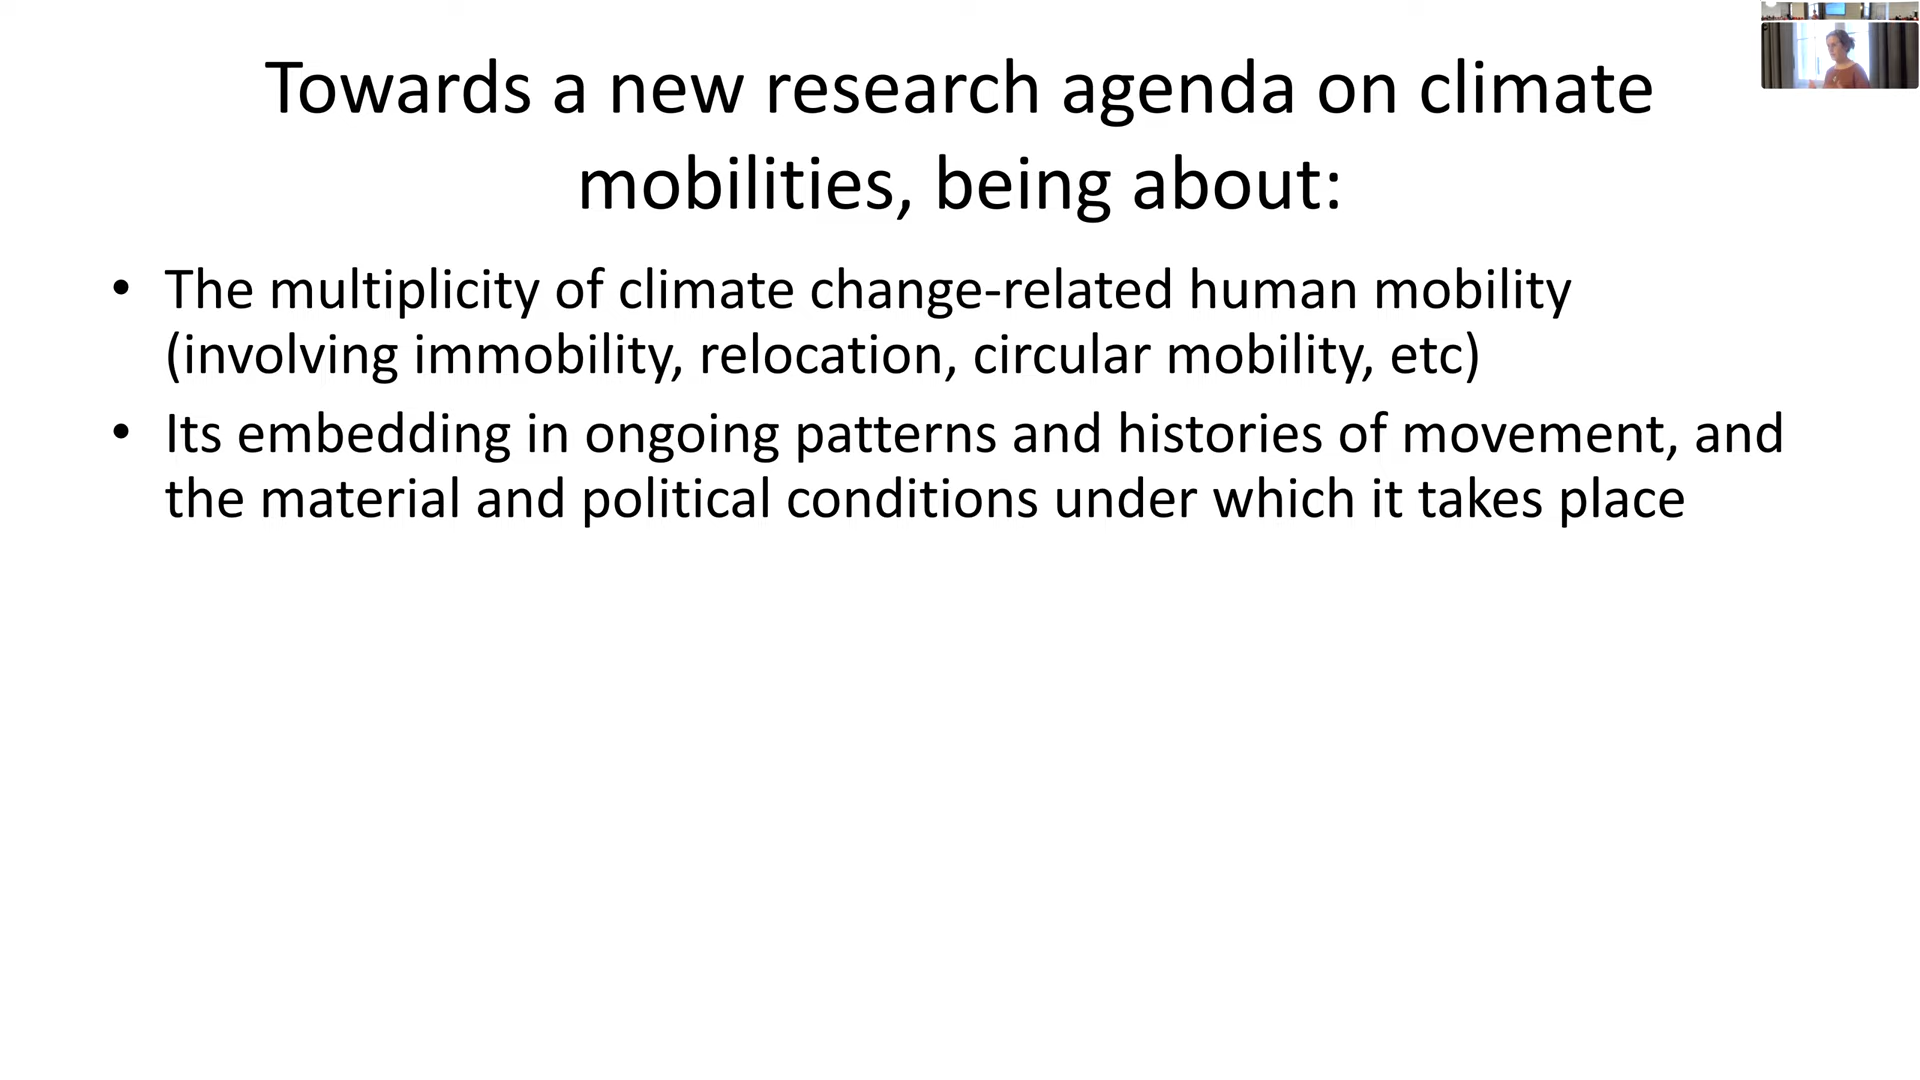 Towards a new research agenda on climate
mobilities, being about:
• The multiplicity of climate change-related human mobility
(involving immobility, relocation, circular mobility, etc)
• Its embedding in ongoing patterns and histories of movement, and
the material and political conditions under which it takes place